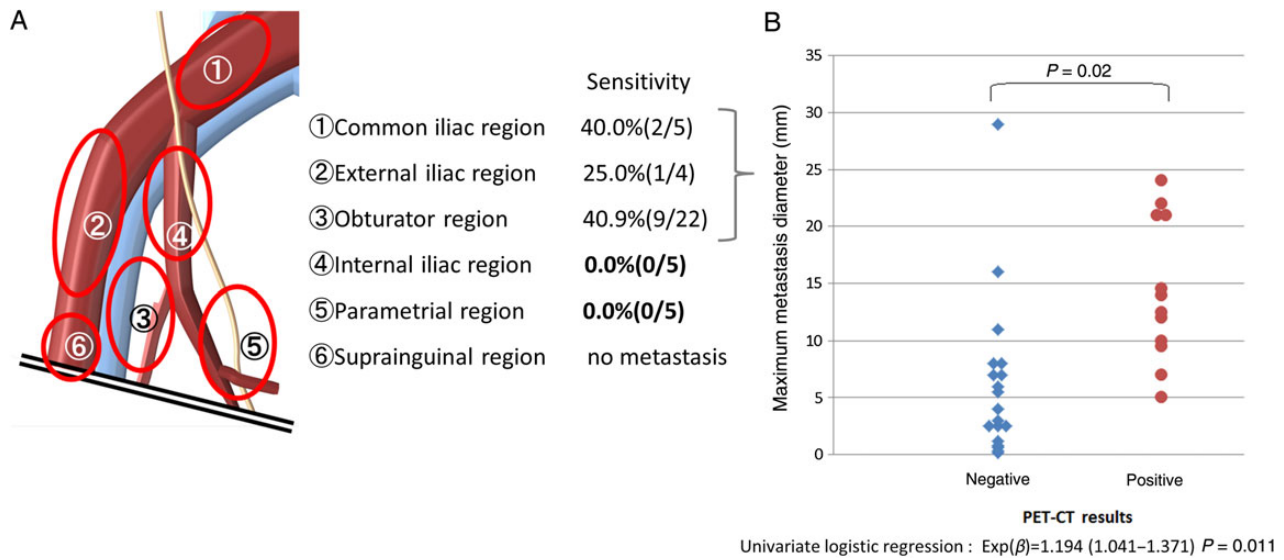 A
①
②
③
④
⑤
⑥
Sensitivity
①Common iliac region 40.0%(2/5)
②External iliac region 25.0%(1/4)
③Obturator region 40.9%(9/22)
④Internal iliac region 0.0%(0/5)
⑤Parametrial region 0.0%(0/5)
⑥Suprainguinal region no metastasis
B
Maximum metastasis diameter (mm)
35
30
25
20
15
10
5
0
P = 0.02
Negative Positive
PET-CT results
Univariate logistic regression : Exp(β)=1.194 (1.041–1.371) P = 0.011